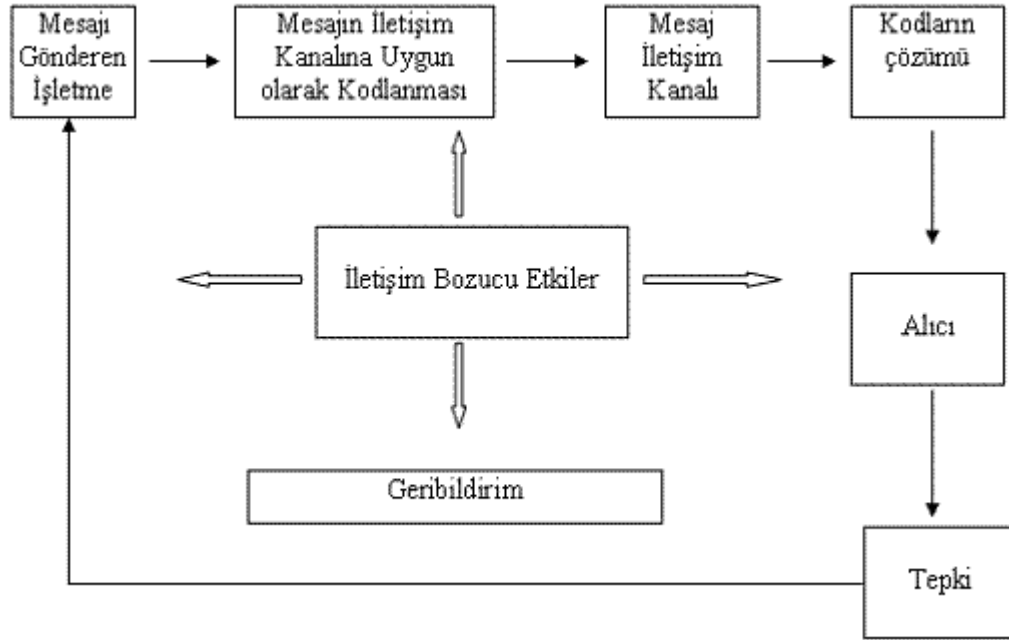 Mesajı
Gönderen
İşletme
Mesajın İletişim
Kanalına Uygun
olarak Kodlanması
Mesaj
İletişim
Kanalı
Kodların
çözümü
İletişim Bozucu Etkiler
Alıcı
Geribildirim
Tepki